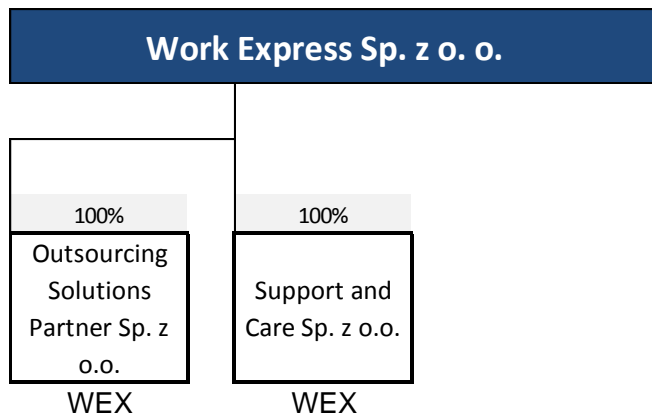 Work Express Sp. z o. o.
100%
100%
Outsourcing
Solutions
Partner Sp. z
o.o.
Support and
Care Sp. z o.o.
WEX
WEX